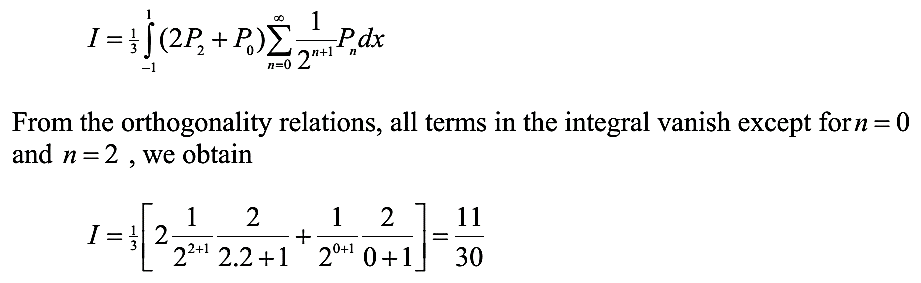 I = \frac{1}{3} \int_{-1}^{1} (2P_2 + P_0) \sum_{n=0}^{\infty} \frac{1}{2^{n+1}} P_n dx
From the orthogonality relations, all terms in the integral vanish except for n = 0
and n = 2 , we obtain
I = \frac{1}{3} \left[ 2 \frac{1}{2^{2+1}} \frac{2}{2.2+1} + \frac{1}{2^{0+1}} \frac{2}{0+1} \right] = \frac{11}{30}